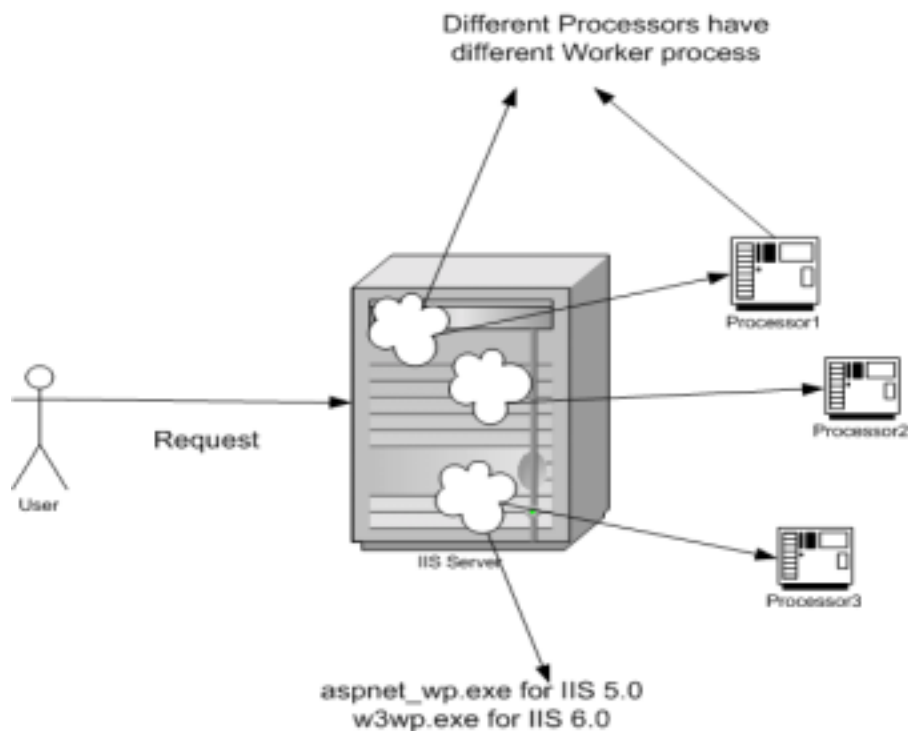 Different Processors have
different Worker process
Processor1
Request
Processor2
User
IIS Server
Processor3
aspnet_wp.exe for IIS 5.0
w3wp.exe for IIS 6.0